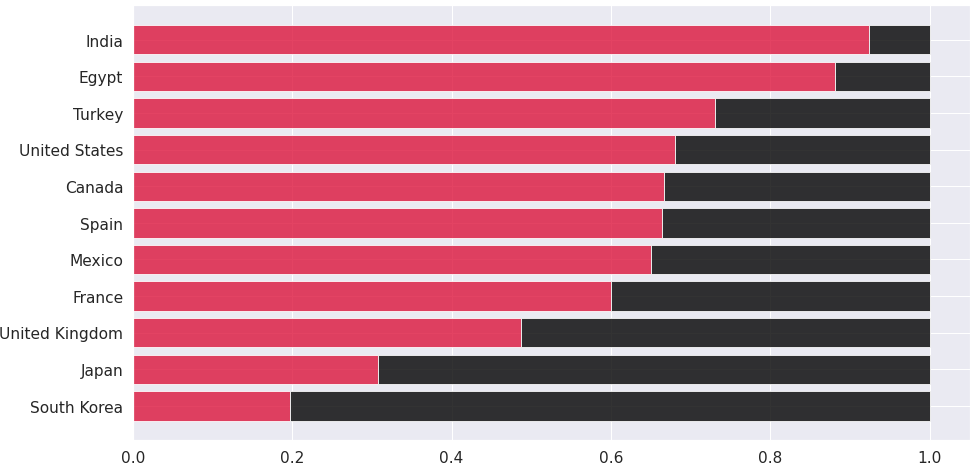 India
Egypt
Turkey
United States
Canada
Spain
Mexico
France
United Kingdom
Japan
South Korea
0.0 0.2 0.4 0.6 0.8 1.0